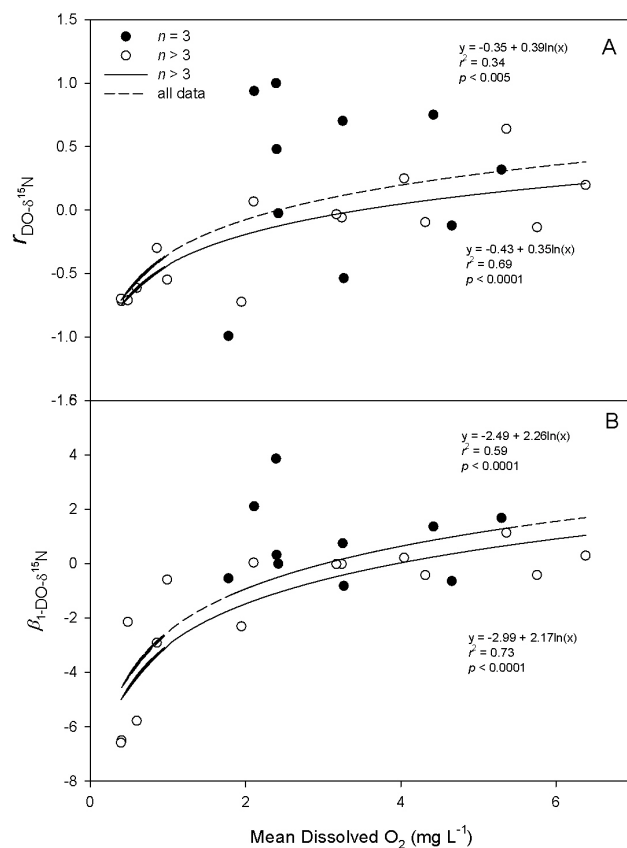 1.5
n = 3
n > 3
n > 3
all data
A
y = -0.35 + 0.39ln(x)
r² = 0.34
p < 0.005
1.0
0.5
0.0
-0.5
-1.0
r DO-δ¹⁵N
y = -0.43 + 0.35ln(x)
r² = 0.69
p < 0.0001
-1.6
B
y = -2.49 + 2.26ln(x)
r² = 0.59
p < 0.0001
4
2
0
-2
-4
-6
-8
β1-DO-δ¹⁵N
y = -2.99 + 2.17ln(x)
r² = 0.73
p < 0.0001
0 2 4 6
Mean Dissolved O₂ (mg L⁻¹)